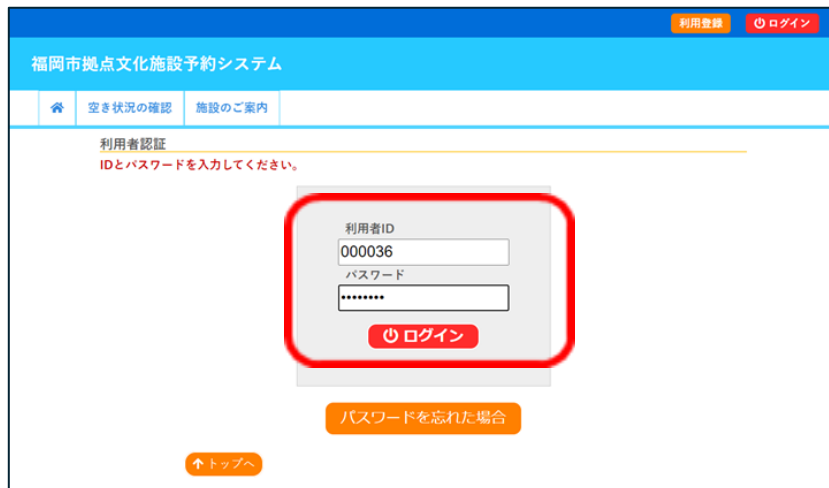 利用登録 ログイン
福岡市拠点文化施設予約システム
空き状況の確認 施設のご案内
利用者認証
IDとパスワードを入力してください。
利用者ID
000036
パスワード
••••••••
ログイン
パスワードを忘れた場合
トップへ